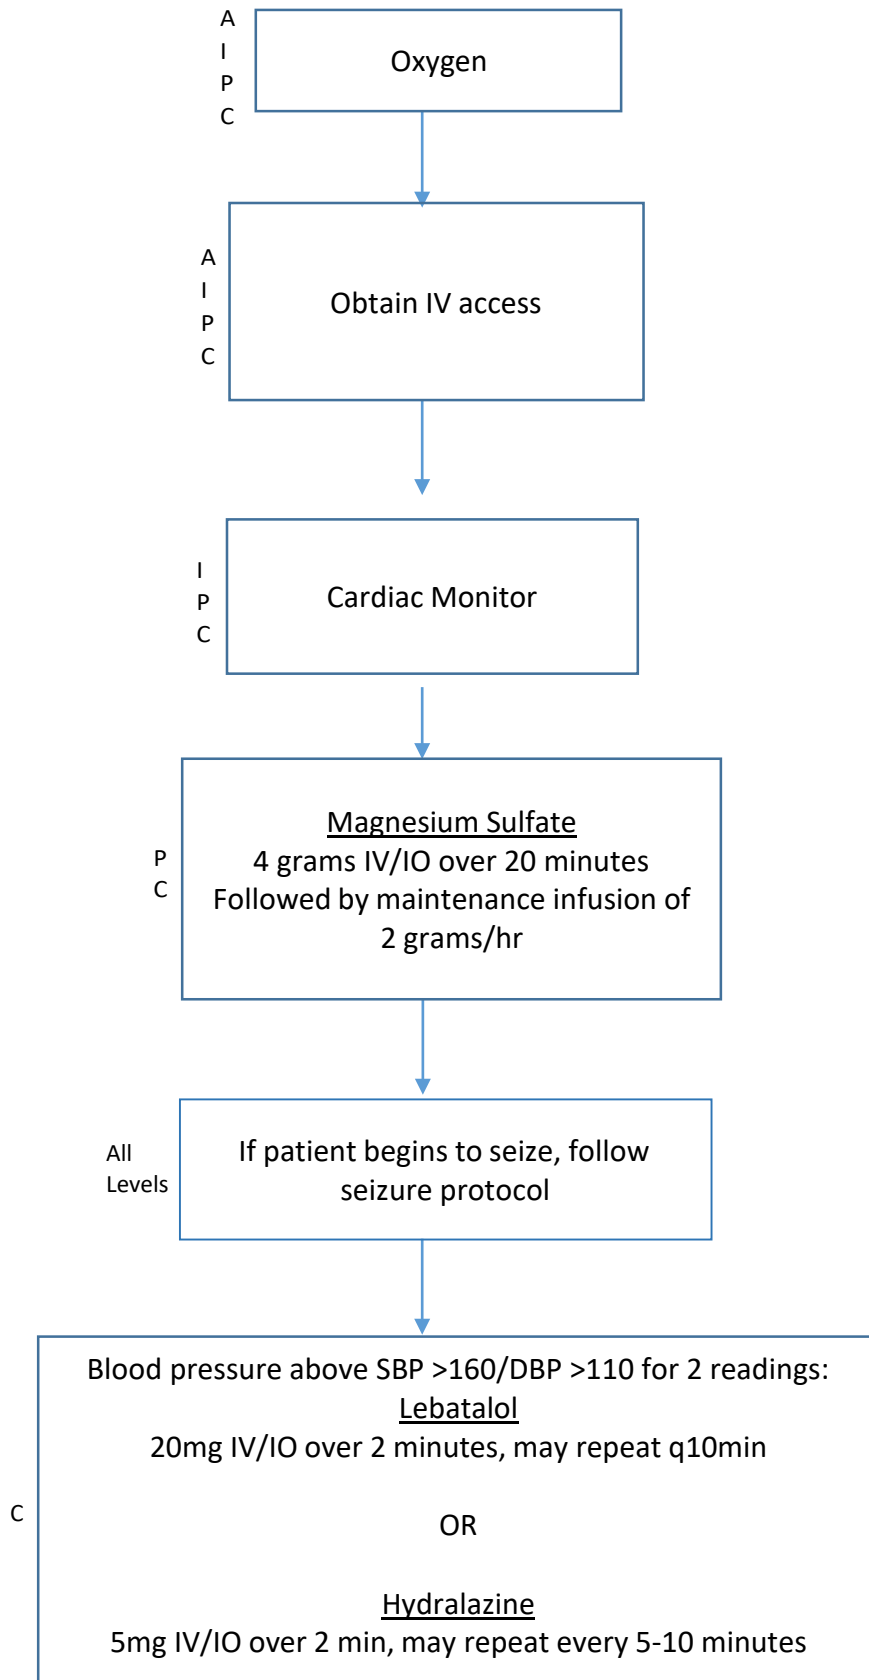 A
I
P
C
Oxygen
A
I
P
C
Obtain IV access
I
P
C
Cardiac Monitor
P
C
Magnesium Sulfate
4 grams IV/IO over 20 minutes
Followed by maintenance infusion of
2 grams/hr
All
Levels
If patient begins to seize, follow
seizure protocol
C
Blood pressure above SBP >160/DBP >110 for 2 readings:
Lebatalol
20mg IV/IO over 2 minutes, may repeat q10min
OR
Hydralazine
5mg IV/IO over 2 min, may repeat every 5-10 minutes